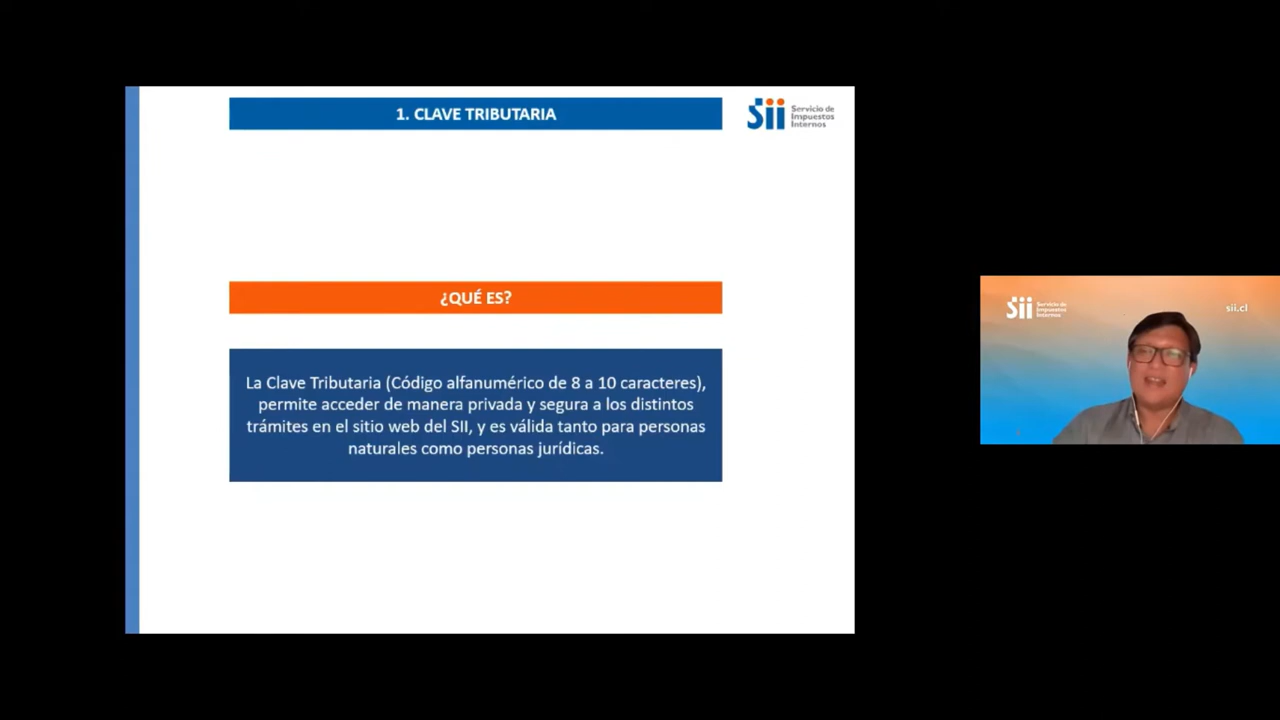 1. CLAVE TRIBUTARIA
Sii Servicio de
Impuestos
Internos
¿QUÉ ES?
La Clave Tributaria (Código alfanumérico de 8 a 10 caracteres),
permite acceder de manera privada y segura a los distintos
trámites en el sitio web del SII, y es válida tanto para personas
naturales como personas jurídicas.
Sii Servicio de
Impuestos
Internos
sii.cl